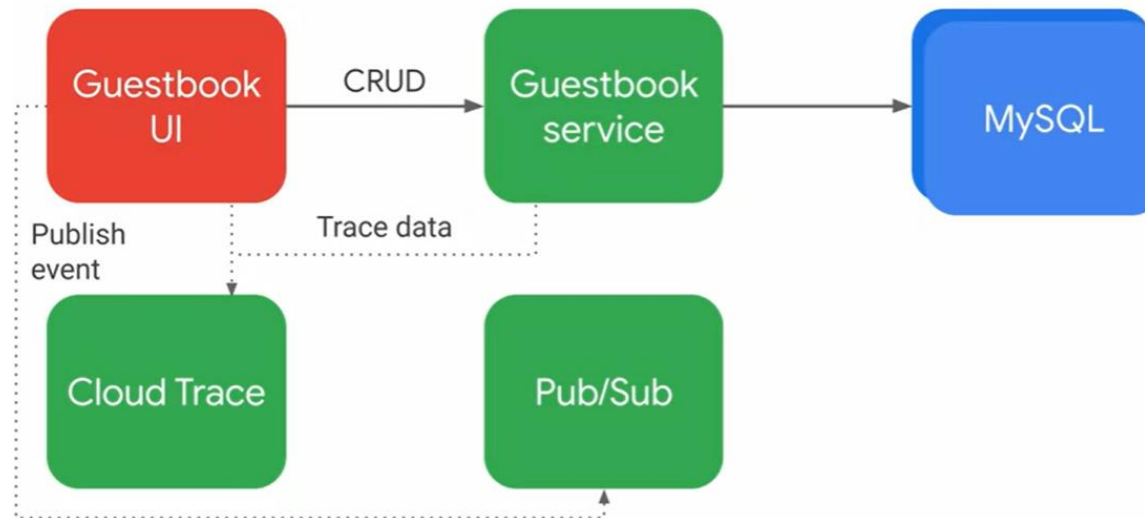 Guestbook
UI
CRUD
Guestbook
service
MySQL
Publish
event
Trace data
Cloud Trace
Pub/Sub